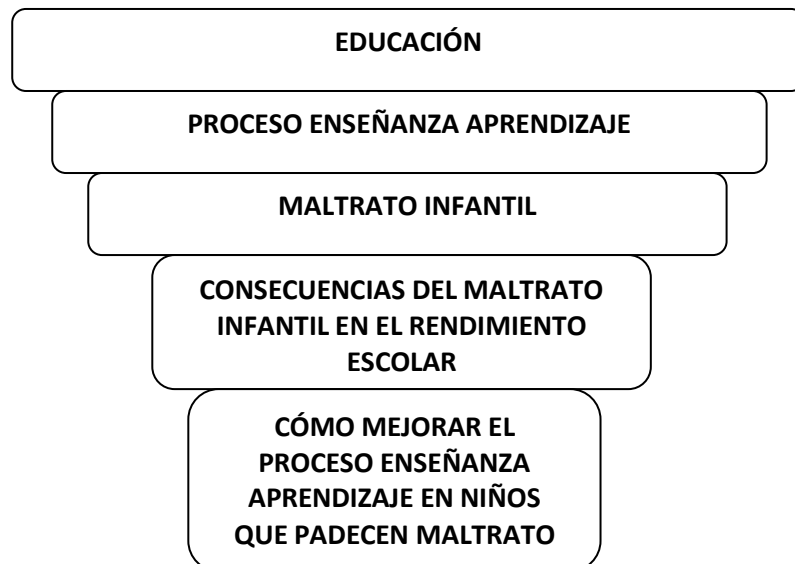 EDUCACIÓN
PROCESO ENSEÑANZA APRENDIZAJE
MALTRATO INFANTIL
CONSECUENCIAS DEL MALTRATO
INFANTIL EN EL RENDIMIENTO
ESCOLAR
CÓMO MEJORAR EL
PROCESO ENSEÑANZA
APRENDIZAJE EN NIÑOS
QUE PADECEN MALTRATO